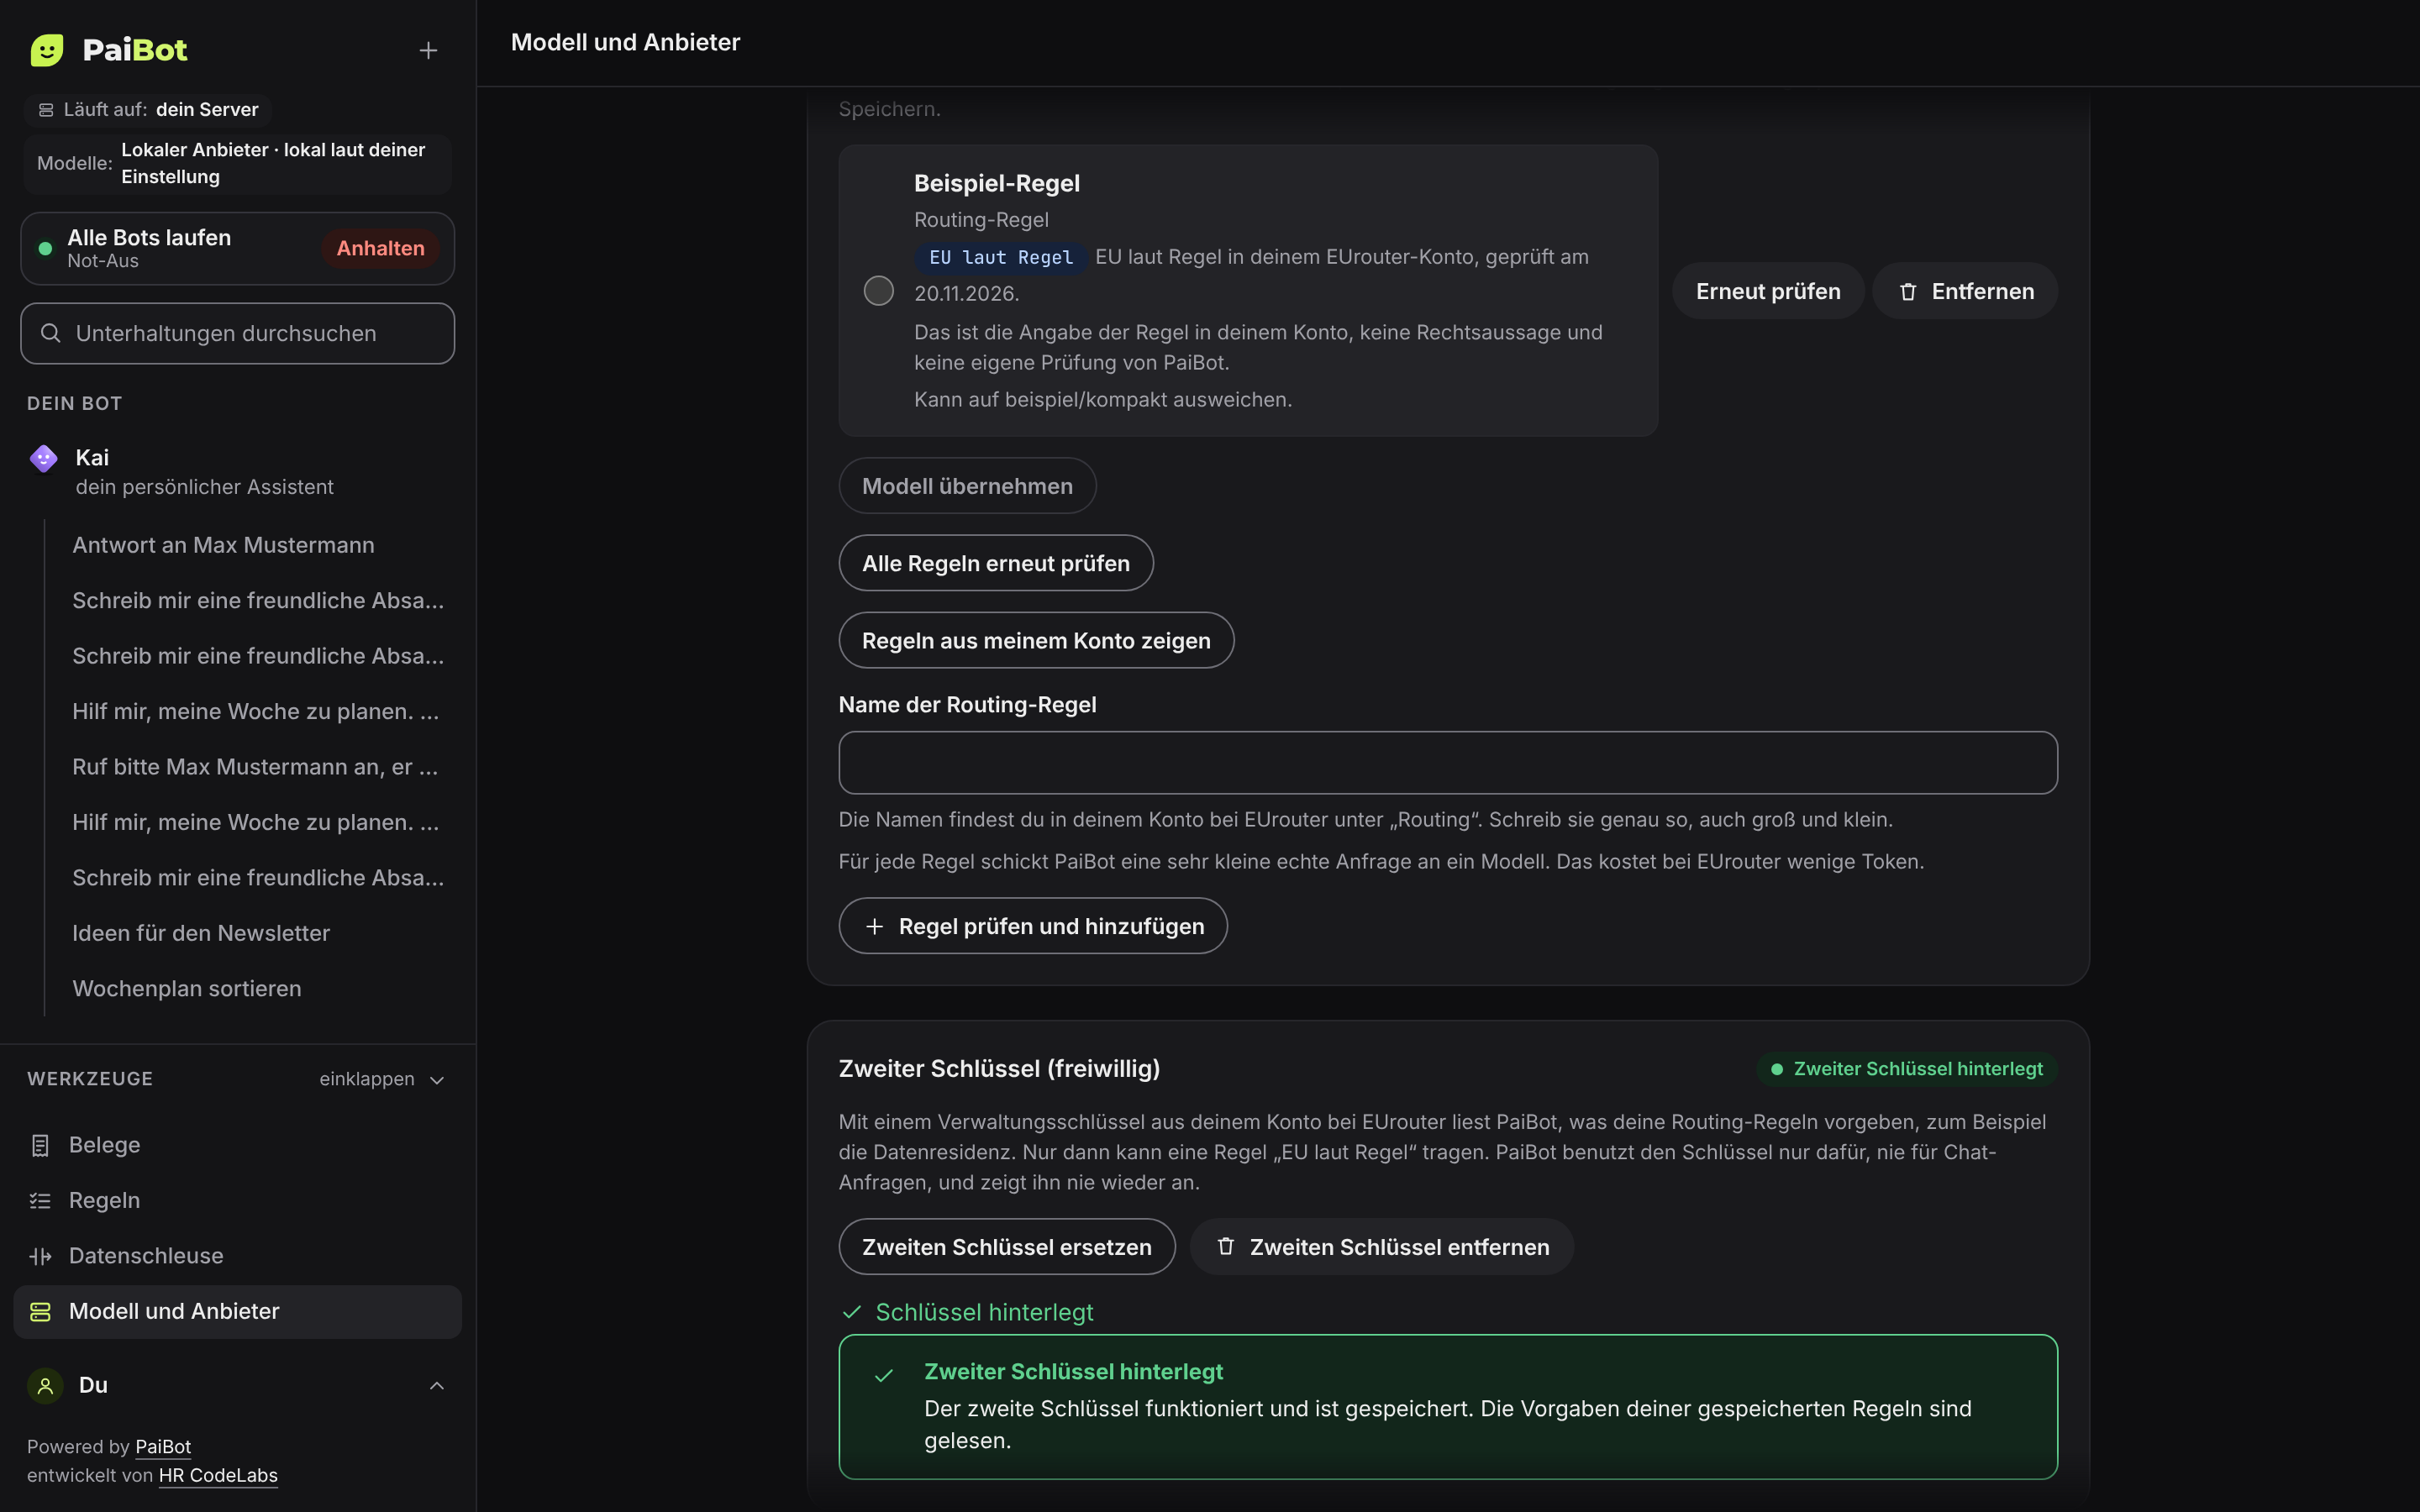 PaiBot
Läuft auf: dein Server
Modelle: Lokaler Anbieter · lokal laut deiner
Einstellung
Alle Bots laufen
Not-Aus
Anhalten
Unterhaltungen durchsuchen
DEIN BOT
Kai
dein persönlicher Assistent
Antwort an Max Mustermann
Schreib mir eine freundliche Absa...
Schreib mir eine freundliche Absa...
Hilf mir, meine Woche zu planen. ...
Ruf bitte Max Mustermann an, er ...
Hilf mir, meine Woche zu planen. ...
Schreib mir eine freundliche Absa...
Ideen für den Newsletter
Wochenplan sortieren
WERKZEUGE
einklappen
Belege
Regeln
Datenschleuse
Modell und Anbieter
Du
Powered by PaiBot
entwickelt von HR CodeLabs
Modell und Anbieter
Speichern.
Beispiel-Regel
Routing-Regel
EU laut Regel EU laut Regel in deinem EUrouter-Konto, geprüft am
20.11.2026.
Das ist die Angabe der Regel in deinem Konto, keine Rechtsaussage und
keine eigene Prüfung von PaiBot.
Kann auf beispiel/kompakt ausweichen.
Erneut prüfen
Entfernen
Modell übernehmen
Alle Regeln erneut prüfen
Regeln aus meinem Konto zeigen
Name der Routing-Regel
Die Namen findest du in deinem Konto bei EUrouter unter „Routing“. Schreib sie genau so, auch groß und klein.
Für jede Regel schickt PaiBot eine sehr kleine echte Anfrage an ein Modell. Das kostet bei EUrouter wenige Token.
Regel prüfen und hinzufügen
Zweiter Schlüssel (freiwillig)
Zweiter Schlüssel hinterlegt
Mit einem Verwaltungsschlüssel aus deinem Konto bei EUrouter liest PaiBot, was deine Routing-Regeln vorgeben, zum Beispiel
die Datenresidenz. Nur dann kann eine Regel „EU laut Regel“ tragen. PaiBot benutzt den Schlüssel nur dafür, nie für Chat-
Anfragen, und zeigt ihn nie wieder an.
Zweiten Schlüssel ersetzen
Zweiten Schlüssel entfernen
Schlüssel hinterlegt
Zweiter Schlüssel hinterlegt
Der zweite Schlüssel funktioniert und ist gespeichert. Die Vorgaben deiner gespeicherten Regeln sind
gelesen.